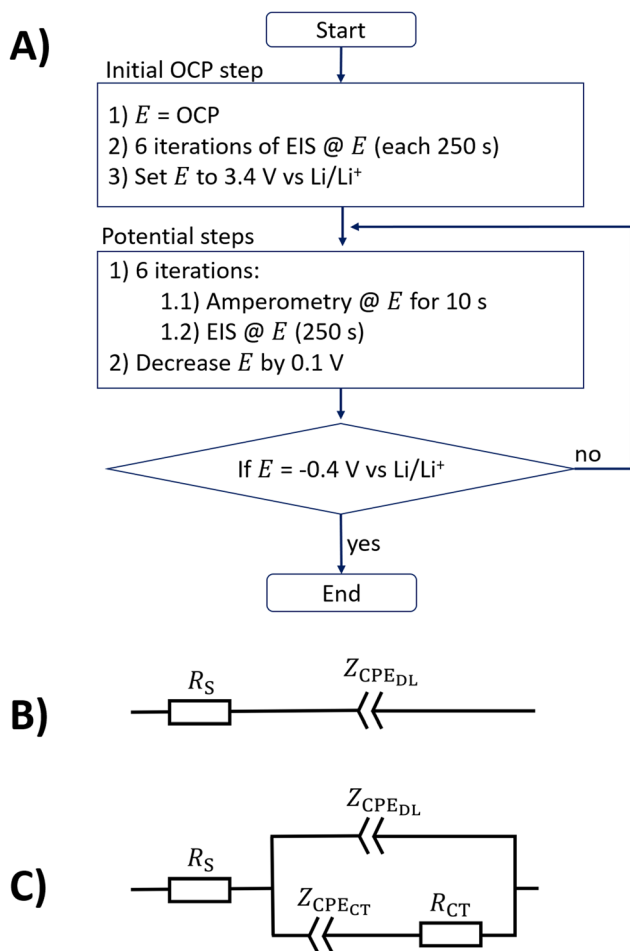 A)
Start
Initial OCP step
1) E = OCP
2) 6 iterations of EIS @ E (each 250 s)
3) Set E to 3.4 V vs Li/Li⁺
Potential steps
1) 6 iterations:
1.1) Amperometry @ E for 10 s
1.2) EIS @ E (250 s)
2) Decrease E by 0.1 V
If E = -0.4 V vs Li/Li⁺
no
yes
End
B)
R_S
Z_CPE_DL
C)
Z_CPE_DL
R_S
Z_CPE_CT
R_CT